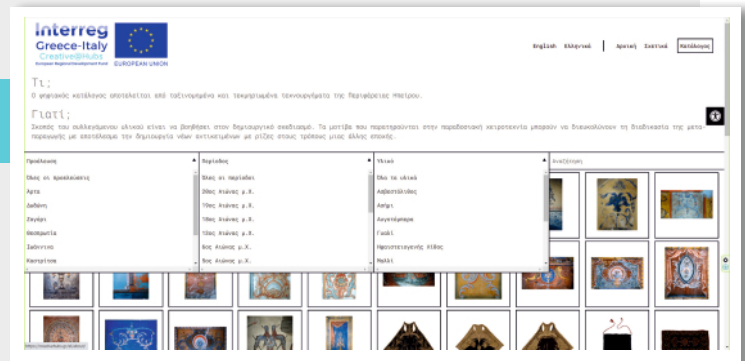 Interreg
Greece-Italy
Creative@Hubs
European Regional Development Fund EUROPEAN UNION
English Ελληνικά | Αρχική Σχετικά Κατάλογος
Τι;
Ο ψηφιακός κατάλογος αποτελείται από ταξινομημένα και τεκμηριωμένα τεχνουργήματα της Περιφέρειας Ηπείρου.
Γιατί;
Σκοπός του συλλεγόμενου υλικού είναι να βοηθήσει στον δημιουργικό σχεδιασμό. Τα μοτίβα που παρατηρούνται στην παραδοσιακή χειροτεχνία μπορούν να διευκολύνουν τη διαδικασία της μετα-
παραγωγής με αποτέλεσμα την δημιουργία νέων αντικειμένων με ρίζες στους τρόπους μιας άλλης εποχής.
Προέλευση Περίοδος Υλικό Αναζήτηση
Όλες οι προελεύσεις Όλες οι περίοδοι Όλα τα υλικά
Άρτα 20ος Αιώνας μ.Χ. Ασβεστόλιθος
Δωδώνη 19ος Αιώνας μ.Χ. Ασήμι
Ζαγόρι 18ος Αιώνας μ.Χ. Αυγοτέμπερα
Θεσπρωτία Αιώνας μ.Χ. Γυαλί
Ιωάννινα 6ος Αιώνας μ.Χ. Ηφαιστειογενής λίθος
Καστρίτσα 5ος Αιώνας μ.Χ. Μαλλί